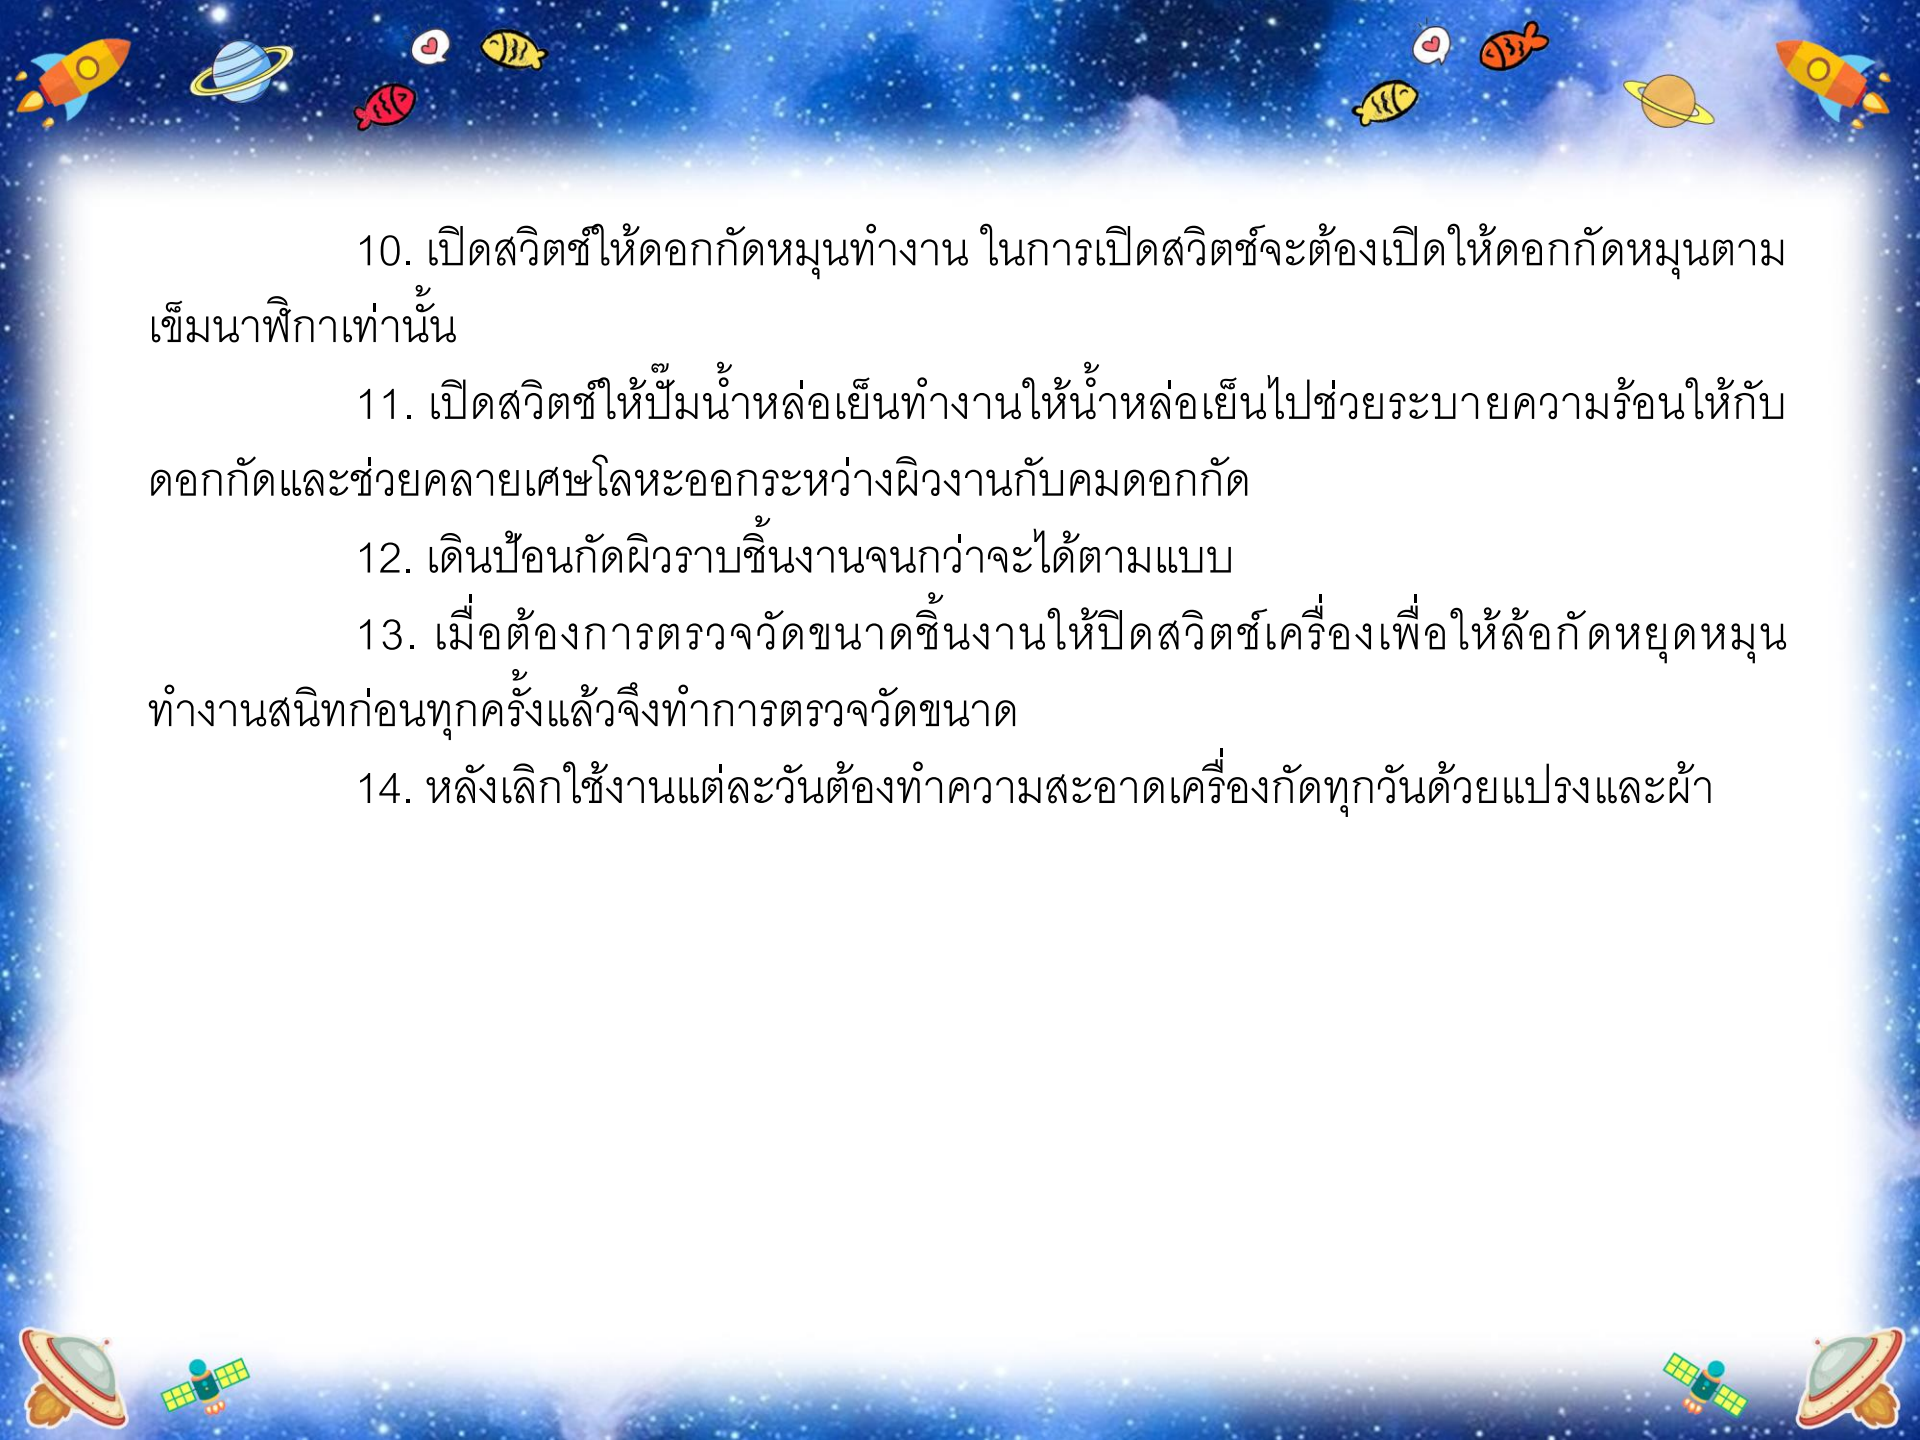 10. เปิดสวิตช์ให้ดอกกัดหมุนทำงาน ในการเปิดสวิตช์จะต้องเปิดให้ดอกกัดหมุนตาม
เข็มนาฬิกาเท่านั้น
11. เปิดสวิตช์ให้ปั๊มน้ำหล่อเย็นทำงานให้น้ำหล่อเย็นไปช่วยระบายความร้อนให้กับ
ดอกกัดและช่วยคลายเศษโลหะออกระหว่างผิวงานกับคมดอกกัด
12. เดินป้อนกัดผิวราบชิ้นงานจนกว่าจะได้ตามแบบ
13. เมื่อต้องการตรวจวัดขนาดชิ้นงานให้ปิดสวิตช์เครื่องเพื่อให้ล้อกัดหยุดหมุน
ทำงานสนิทก่อนทุกครั้งแล้วจึงทำการตรวจวัดขนาด
14. หลังเลิกใช้งานแต่ละวันต้องทำความสะอาดเครื่องกัดทุกวันด้วยแปรงและผ้า